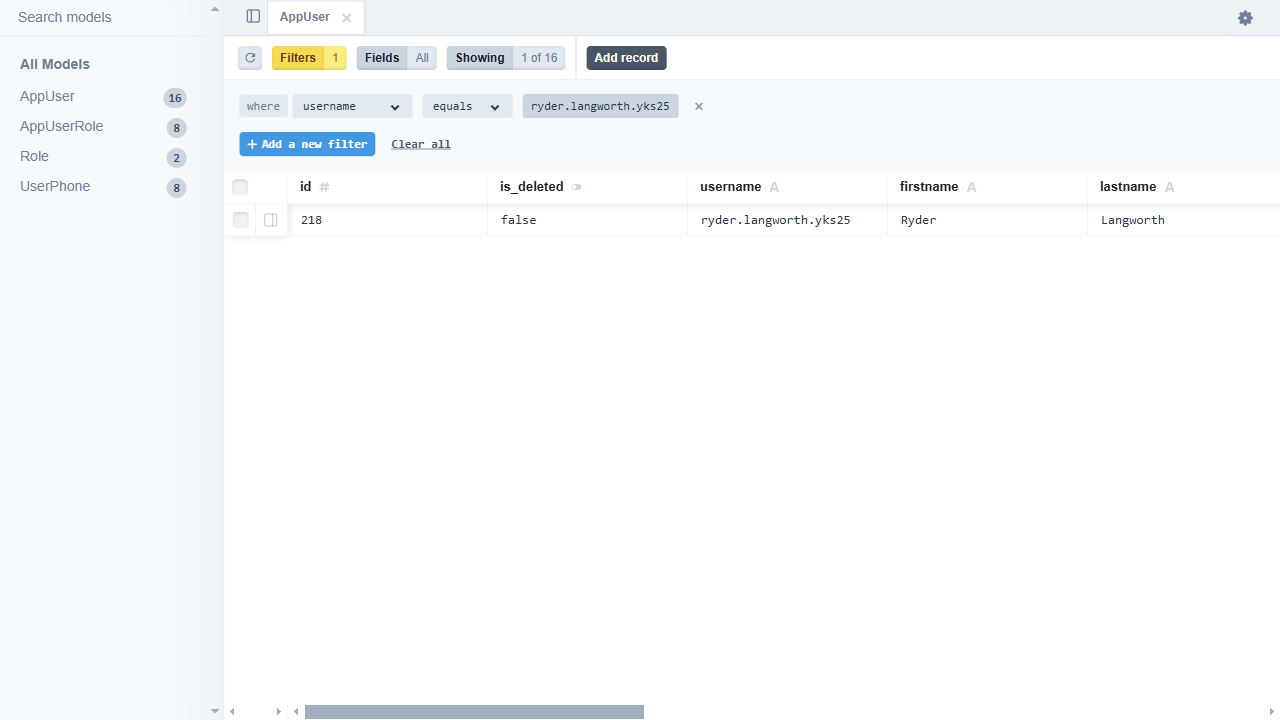 Search models
All Models
AppUser 16
AppUserRole 8
Role 2
UserPhone 8
AppUser
Filters 1 Fields All Showing 1 of 16 Add record
where username equals ryder.langworth.yks25
+ Add a new filter Clear all
id # is_deleted username A firstname A lastname A
218 false ryder.langworth.yks25 Ryder Langworth